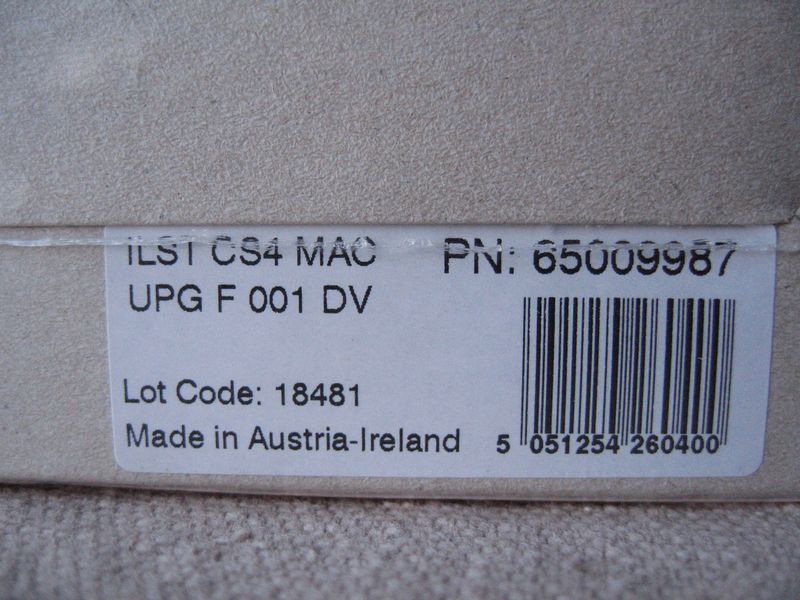 ILST CS4 MAC PN: 65009987
UPG F 001 DV
Lot Code: 18481
Made in Austria-Ireland
5 051254 260400